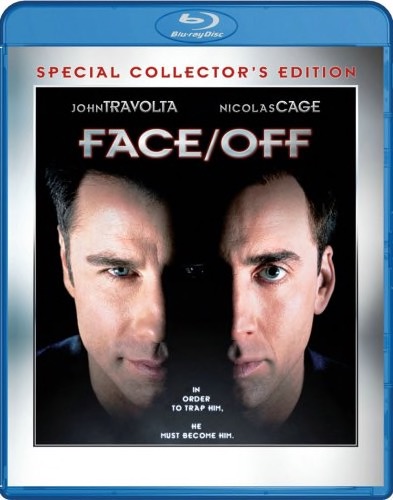 Blu-ray Disc
SPECIAL COLLECTOR'S EDITION
JOHN TRAVOLTA NICOLAS CAGE
FACE/OFF
IN
ORDER
TO TRAP HIM,
HE
MUST BECOME HIM.